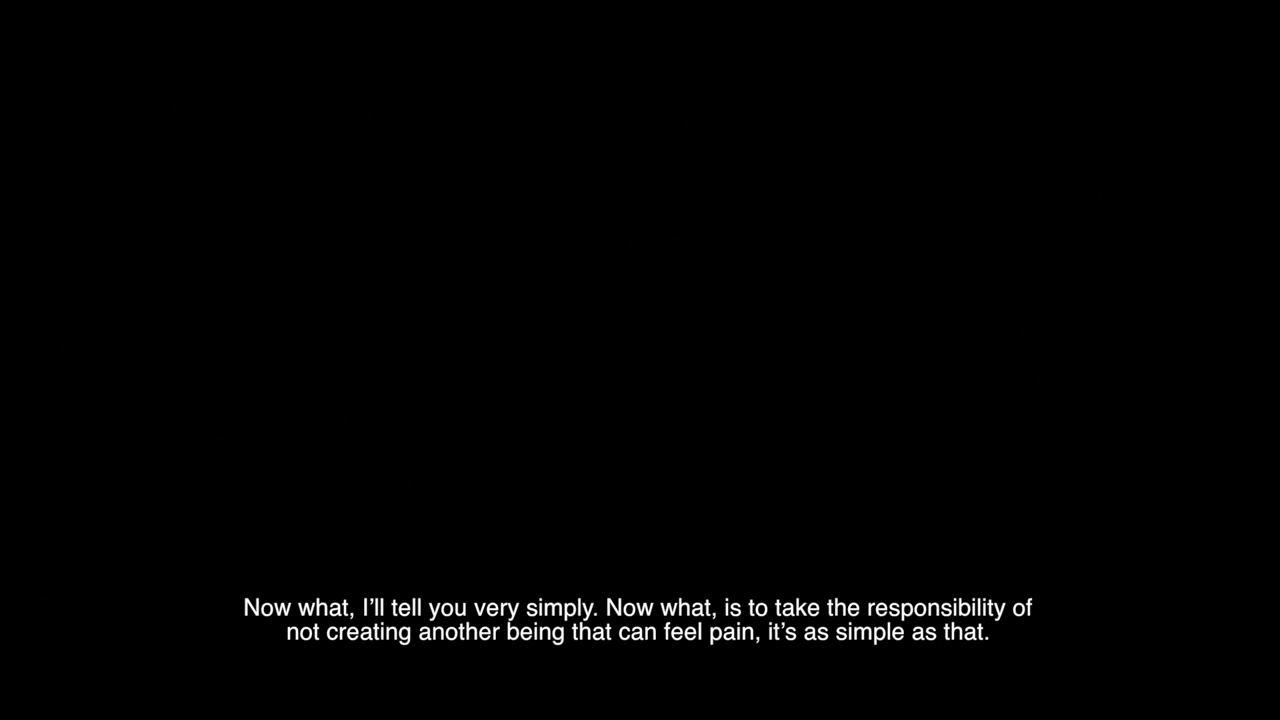 Now what, I’ll tell you very simply. Now what, is to take the responsibility of
not creating another being that can feel pain, it’s as simple as that.